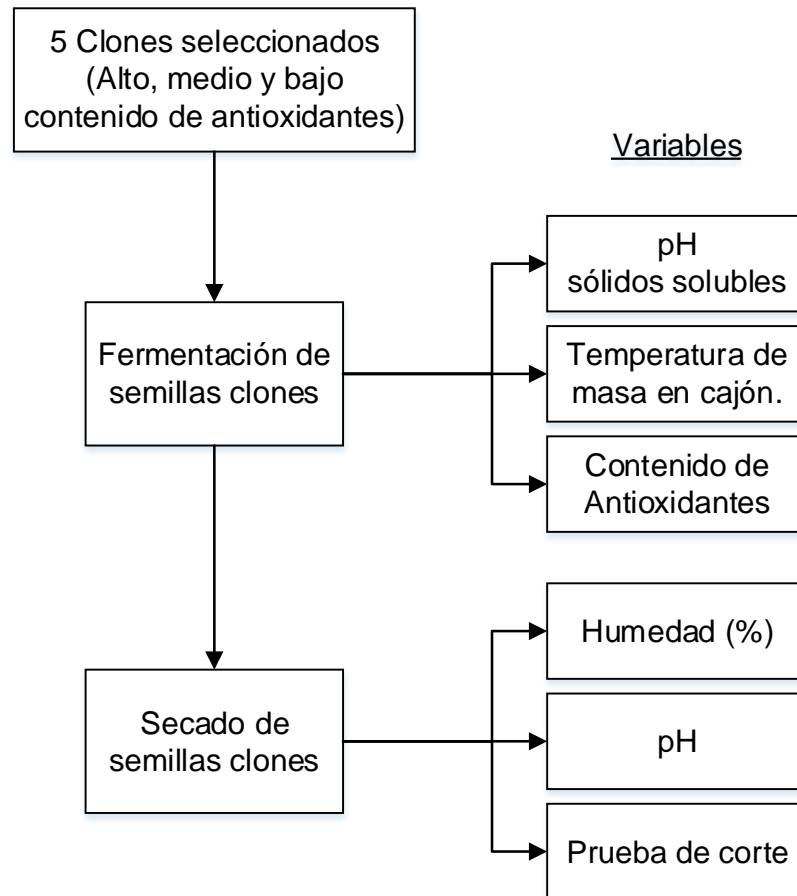 5 Clones seleccionados
(Alto, medio y bajo
contenido de antioxidantes)
Variables
Fermentación de
semillas clones
pH
sólidos solubles
Temperatura de
masa en cajón.
Contenido de
Antioxidantes
Secado de
semillas clones
Humedad (%)
pH
Prueba de corte